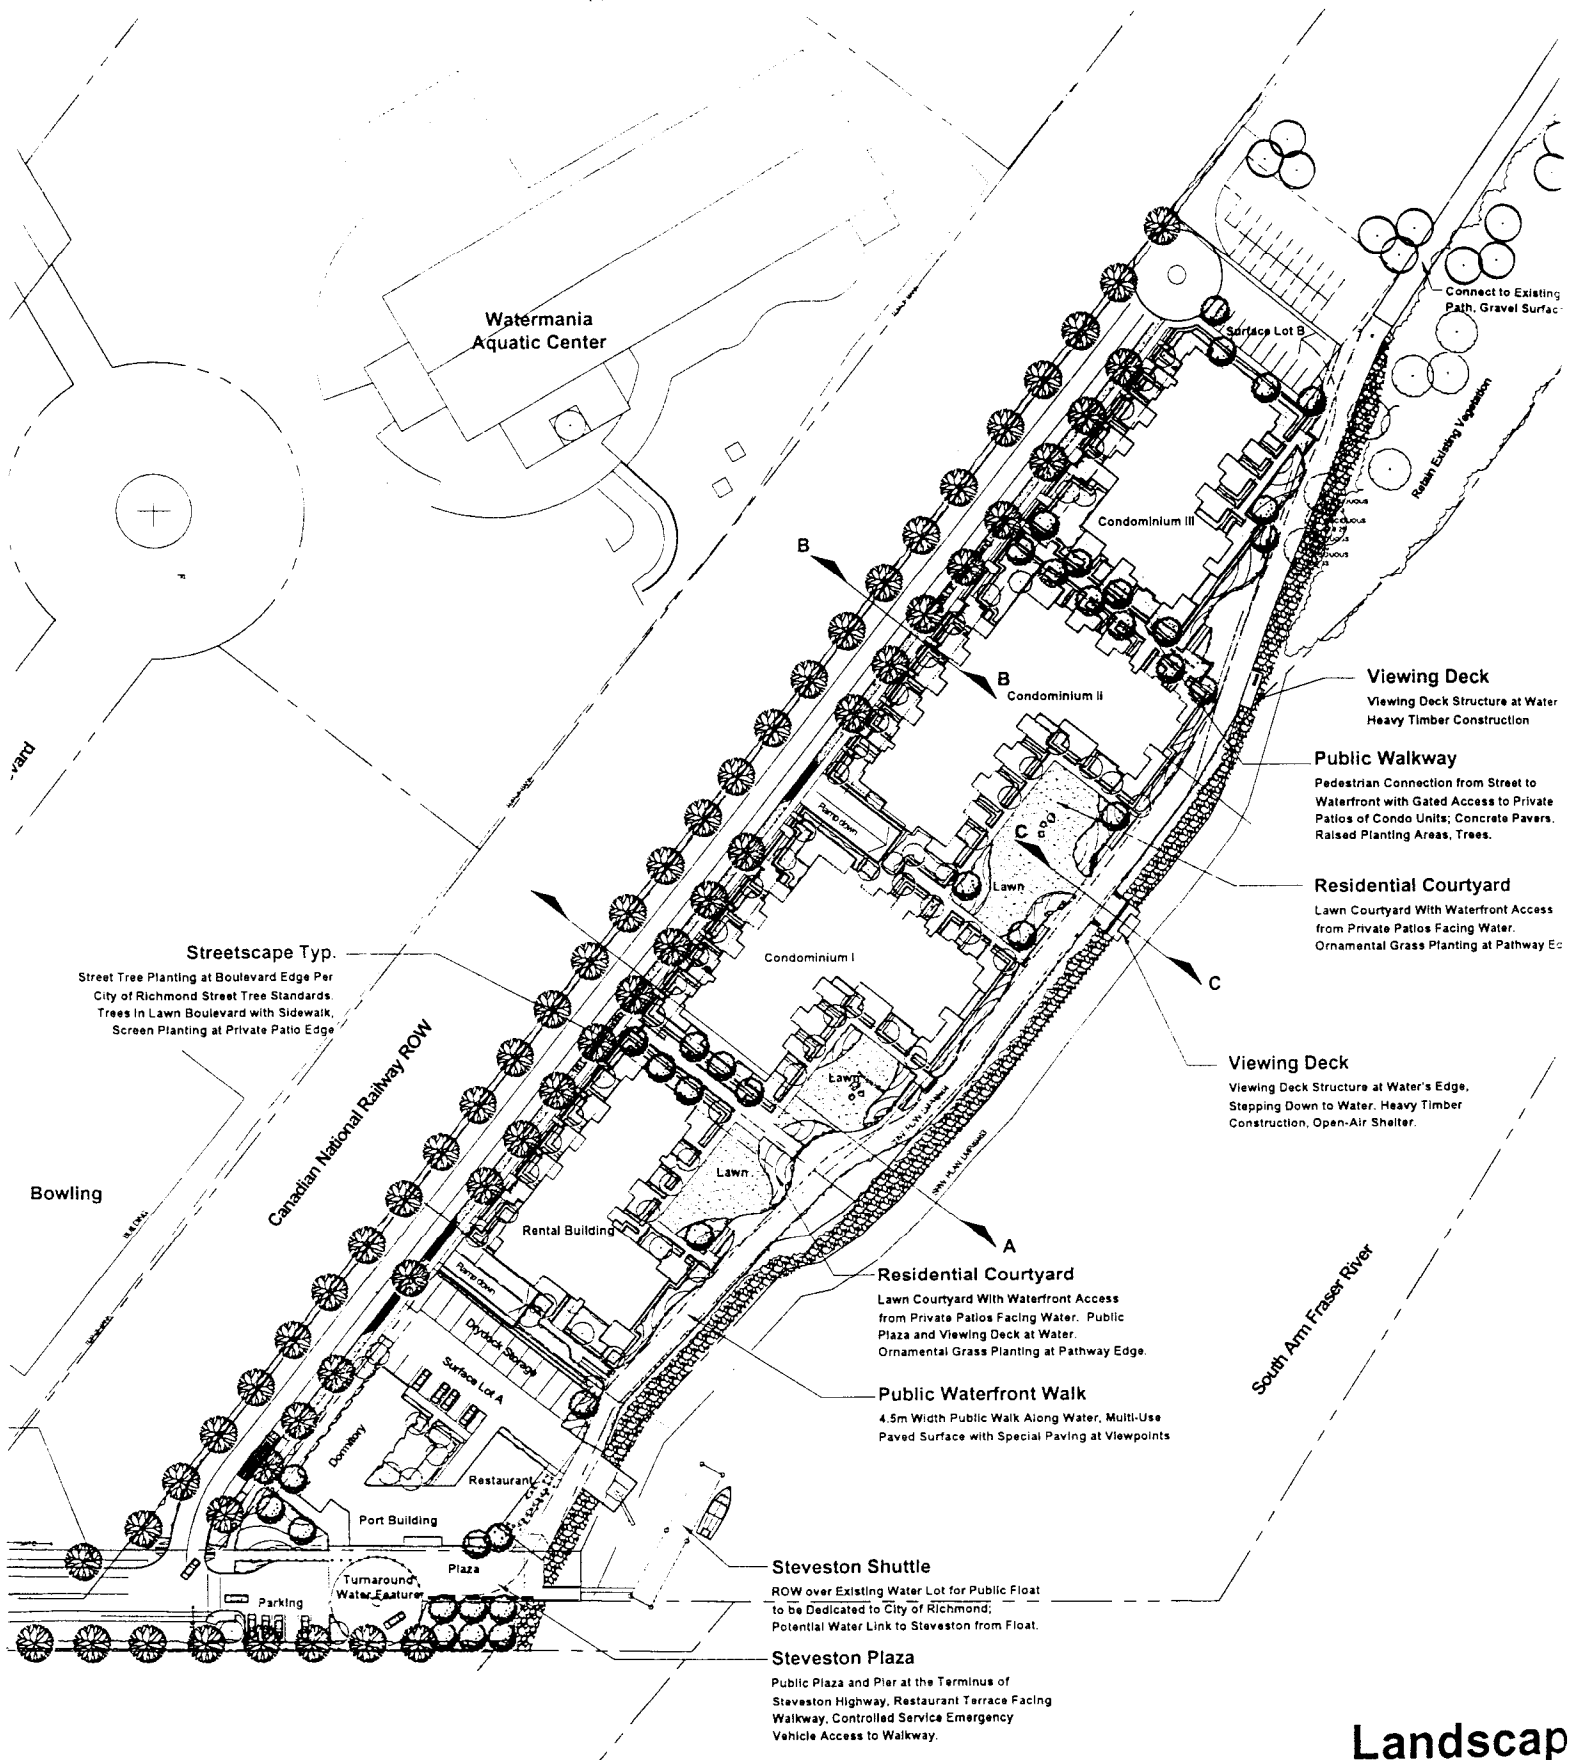 Watermania
Aquatic Center
Connect to Existing
Path, Gravel Surfac
Surface Lot B
Retain Existing Vegetation
Condominium III
B
B
Condominium II
Viewing Deck
Viewing Deck Structure at Water
Heavy Timber Construction
Public Walkway
Pedestrian Connection from Street to
Waterfront with Gated Access to Private
Patios of Condo Units; Concrete Pavers.
Raised Planting Areas, Trees.
vard
Ramp down
C
Lawn
Residential Courtyard
Lawn Courtyard With Waterfront Access
from Private Patios Facing Water.
Ornamental Grass Planting at Pathway Ec
Streetscape Typ.
Street Tree Planting at Boulevard Edge Per
City of Richmond Street Tree Standards.
Trees in Lawn Boulevard with Sidewalk,
Screen Planting at Private Patio Edge
Condominium I
C
Canadian National Railway ROW
Lawn
Viewing Deck
Viewing Deck Structure at Water's Edge,
Stepping Down to Water. Heavy Timber
Construction, Open-Air Shelter.
Bowling
BUILDING
Lawn
Rental Building
A
Ramp down
Residential Courtyard
Lawn Courtyard With Waterfront Access
from Private Patios Facing Water. Public
Plaza and Viewing Deck at Water.
Ornamental Grass Planting at Pathway Edge.
South Arm Fraser River
Drydock Storage
Surface Lot A
Public Waterfront Walk
4.5m Width Public Walk Along Water, Multi-Use
Paved Surface with Special Paving at Viewpoints
Dormitory
Restaurant
Port Building
Plaza
Turnaround
Water Feature
Parking
Steveston Shuttle
ROW over Existing Water Lot for Public Float
to be Dedicated to City of Richmond;
Potential Water Link to Steveston from Float.
Steveston Plaza
Public Plaza and Pier at the Terminus of
Steveston Highway, Restaurant Terrace Facing
Walkway, Controlled Service Emergency
Vehicle Access to Walkway.
Landscap